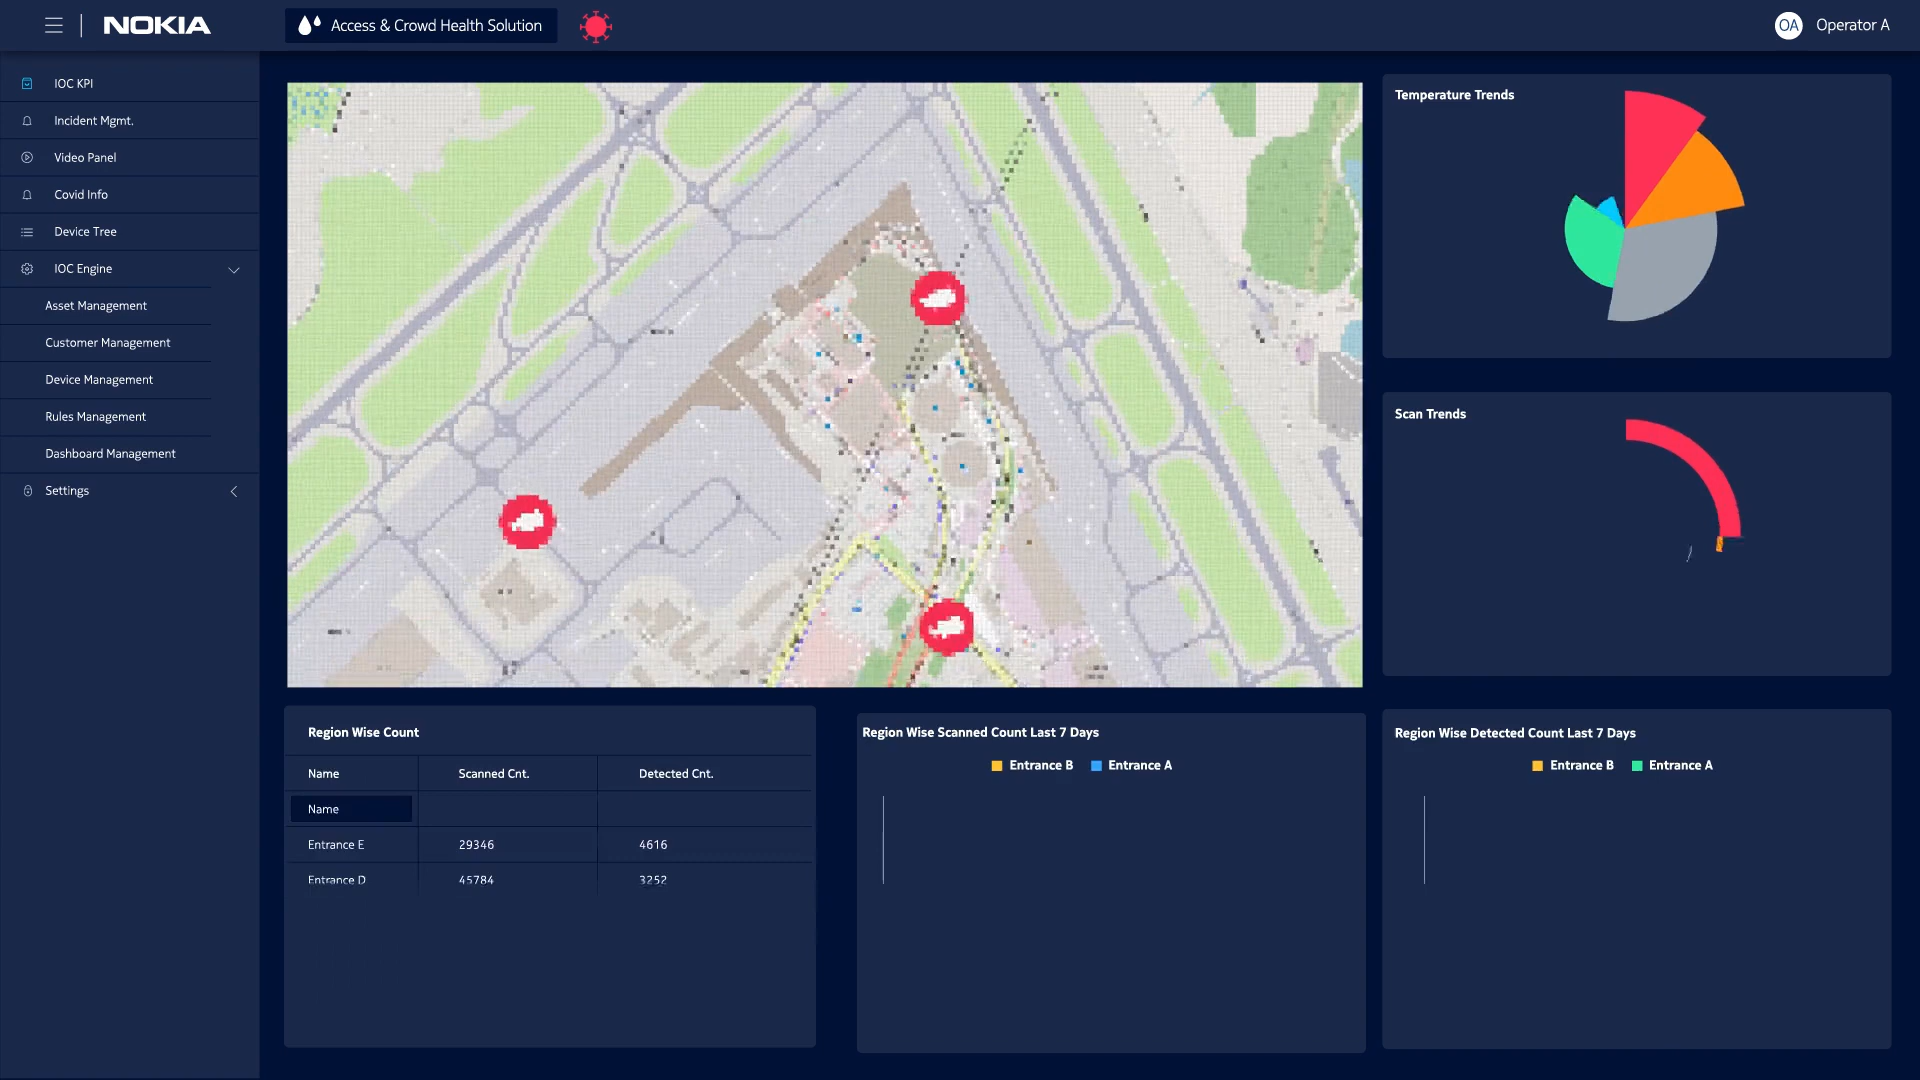 NOKIA
Access & Crowd Health Solution
OA Operator A
IOC KPI
Incident Mgmt.
Video Panel
Covid Info
Device Tree
IOC Engine
Asset Management
Customer Management
Device Management
Rules Management
Dashboard Management
Settings
Temperature Trends
Scan Trends
Region Wise Count
Name Scanned Cnt. Detected Cnt.
Name
Entrance E 29346 4616
Entrance D 45784 3252
Region Wise Scanned Count Last 7 Days
Entrance B Entrance A
Region Wise Detected Count Last 7 Days
Entrance B Entrance A